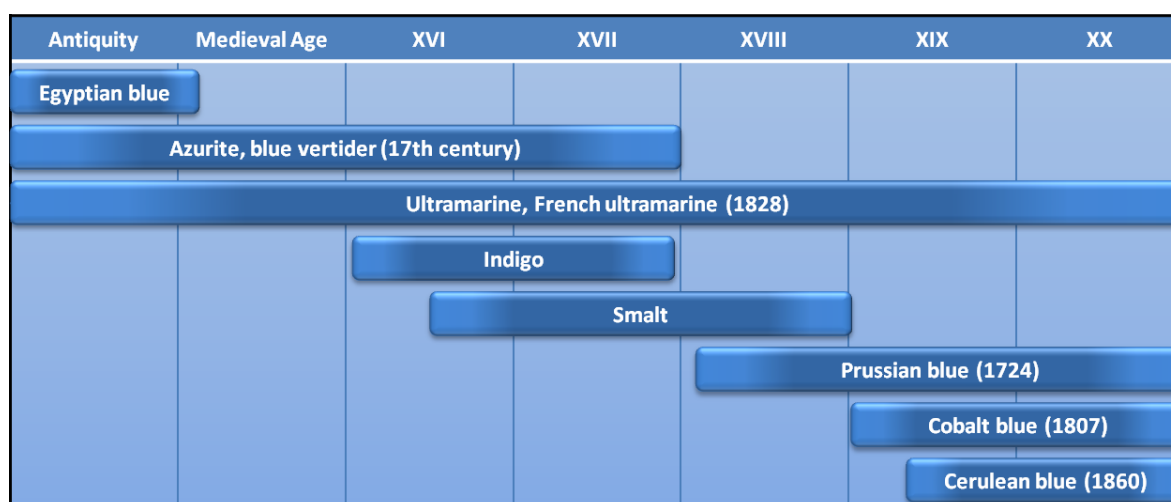 Antiquity Medieval Age XVI XVII XVIII XIX XX
Egyptian blue
Azurite, blue vertider (17th century)
Ultramarine, French ultramarine (1828)
Indigo
Smalt
Prussian blue (1724)
Cobalt blue (1807)
Cerulean blue (1860)